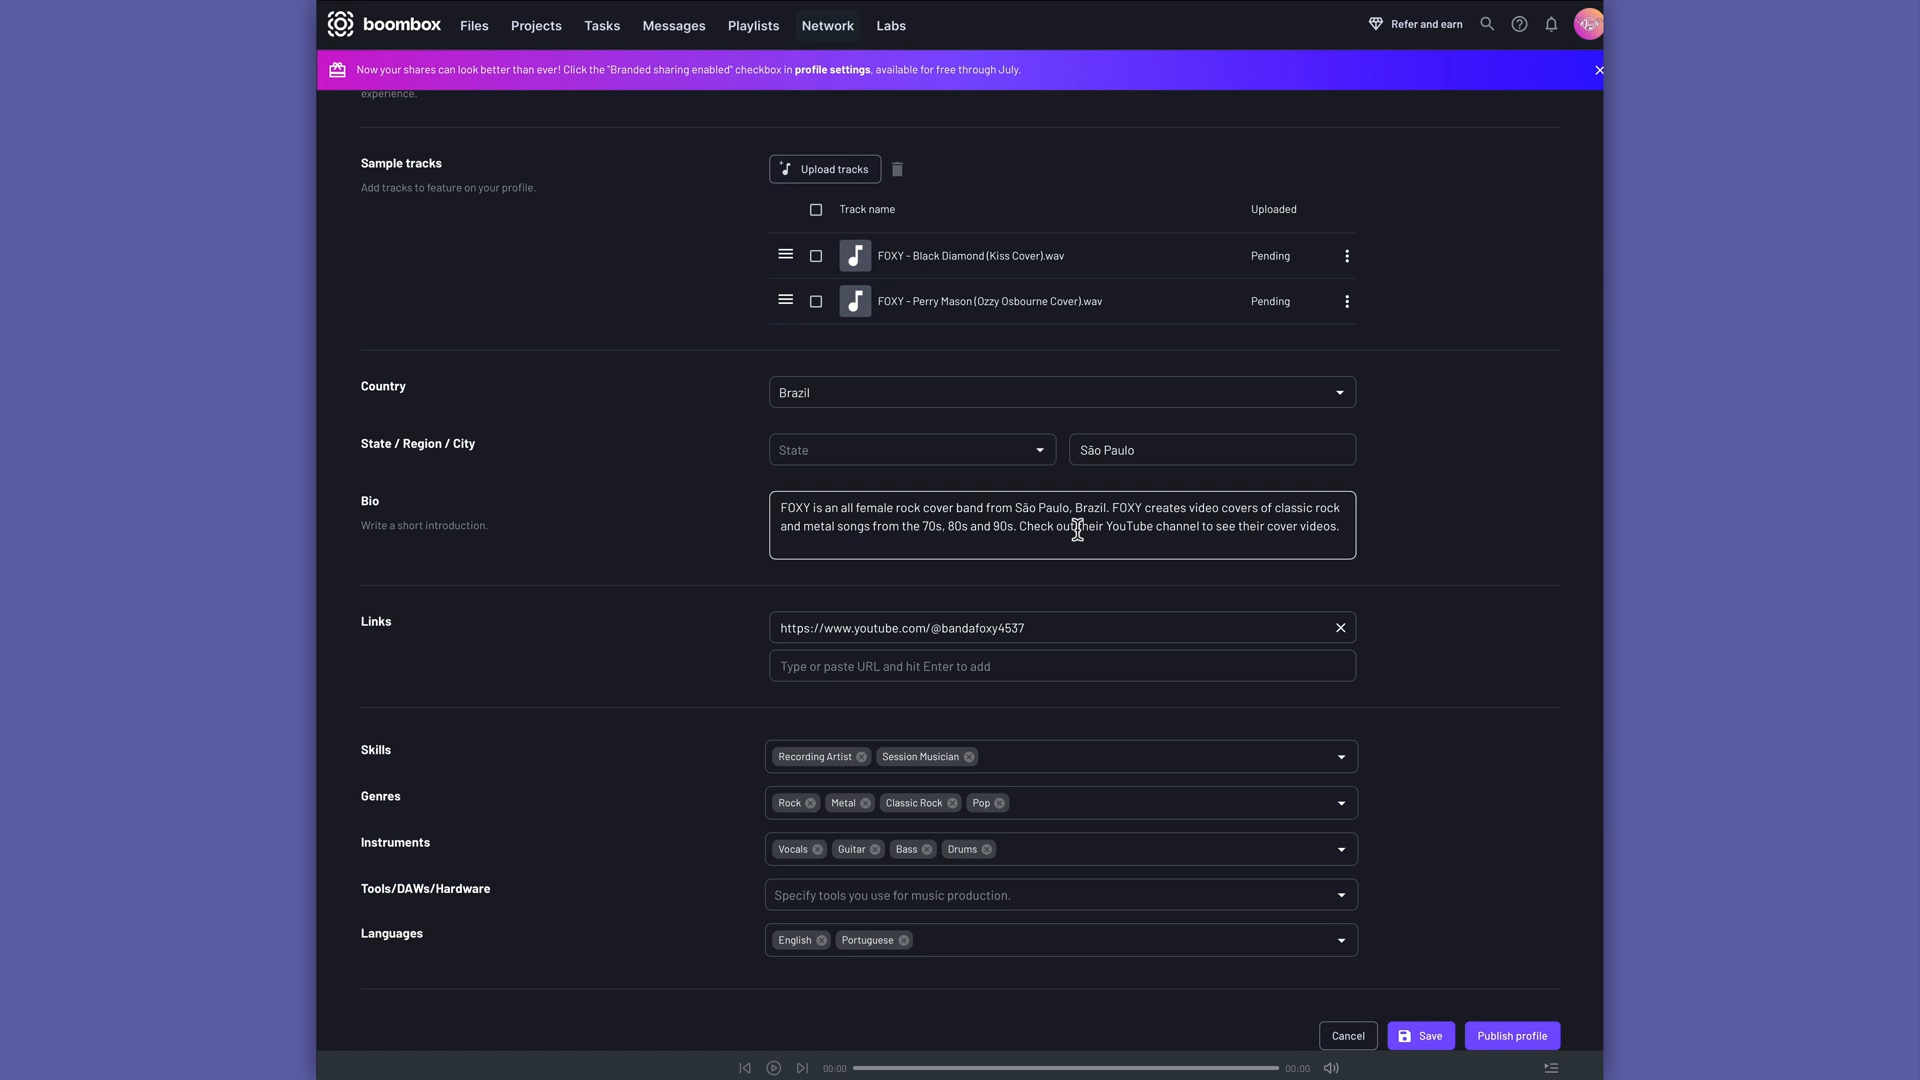 boombox
Files
Projects
Tasks
Messages
Playlists
Network
Labs
Refer and earn
Now your shares can look better than ever! Click the "Branded sharing enabled" checkbox in profile settings, available for free through July.
experience.
Sample tracks
Add tracks to feature on your profile.
Upload tracks
Track name
Uploaded
FOXY - Black Diamond (Kiss Cover).wav
Pending
FOXY - Perry Mason (Ozzy Osbourne Cover).wav
Pending
Country
Brazil
State / Region / City
State
São Paulo
Bio
Write a short introduction.
FOXY is an all female rock cover band from São Paulo, Brazil. FOXY creates video covers of classic rock
and metal songs from the 70s, 80s and 90s. Check out their YouTube channel to see their cover videos.
Links
https://www.youtube.com/@bandafoxy4537
Type or paste URL and hit Enter to add
Skills
Recording Artist
Session Musician
Genres
Rock
Metal
Classic Rock
Pop
Instruments
Vocals
Guitar
Bass
Drums
Tools/DAWs/Hardware
Specify tools you use for music production.
Languages
English
Portuguese
Cancel
Save
Publish profile
00:00
00:00